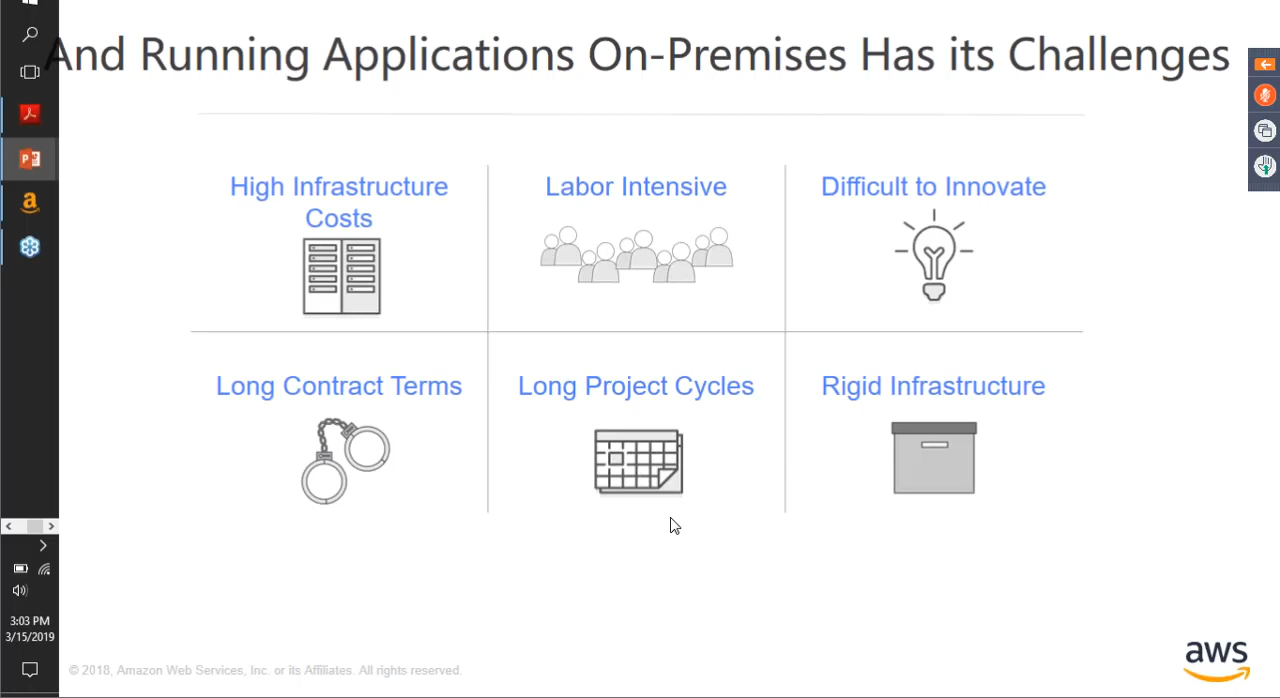 And Running Applications On-Premises Has its Challenges
High Infrastructure
Costs
Labor Intensive
Difficult to Innovate
Long Contract Terms
Long Project Cycles
Rigid Infrastructure
3:03 PM
3/15/2019
© 2018, Amazon Web Services, Inc. or its Affiliates. All rights reserved.
aws